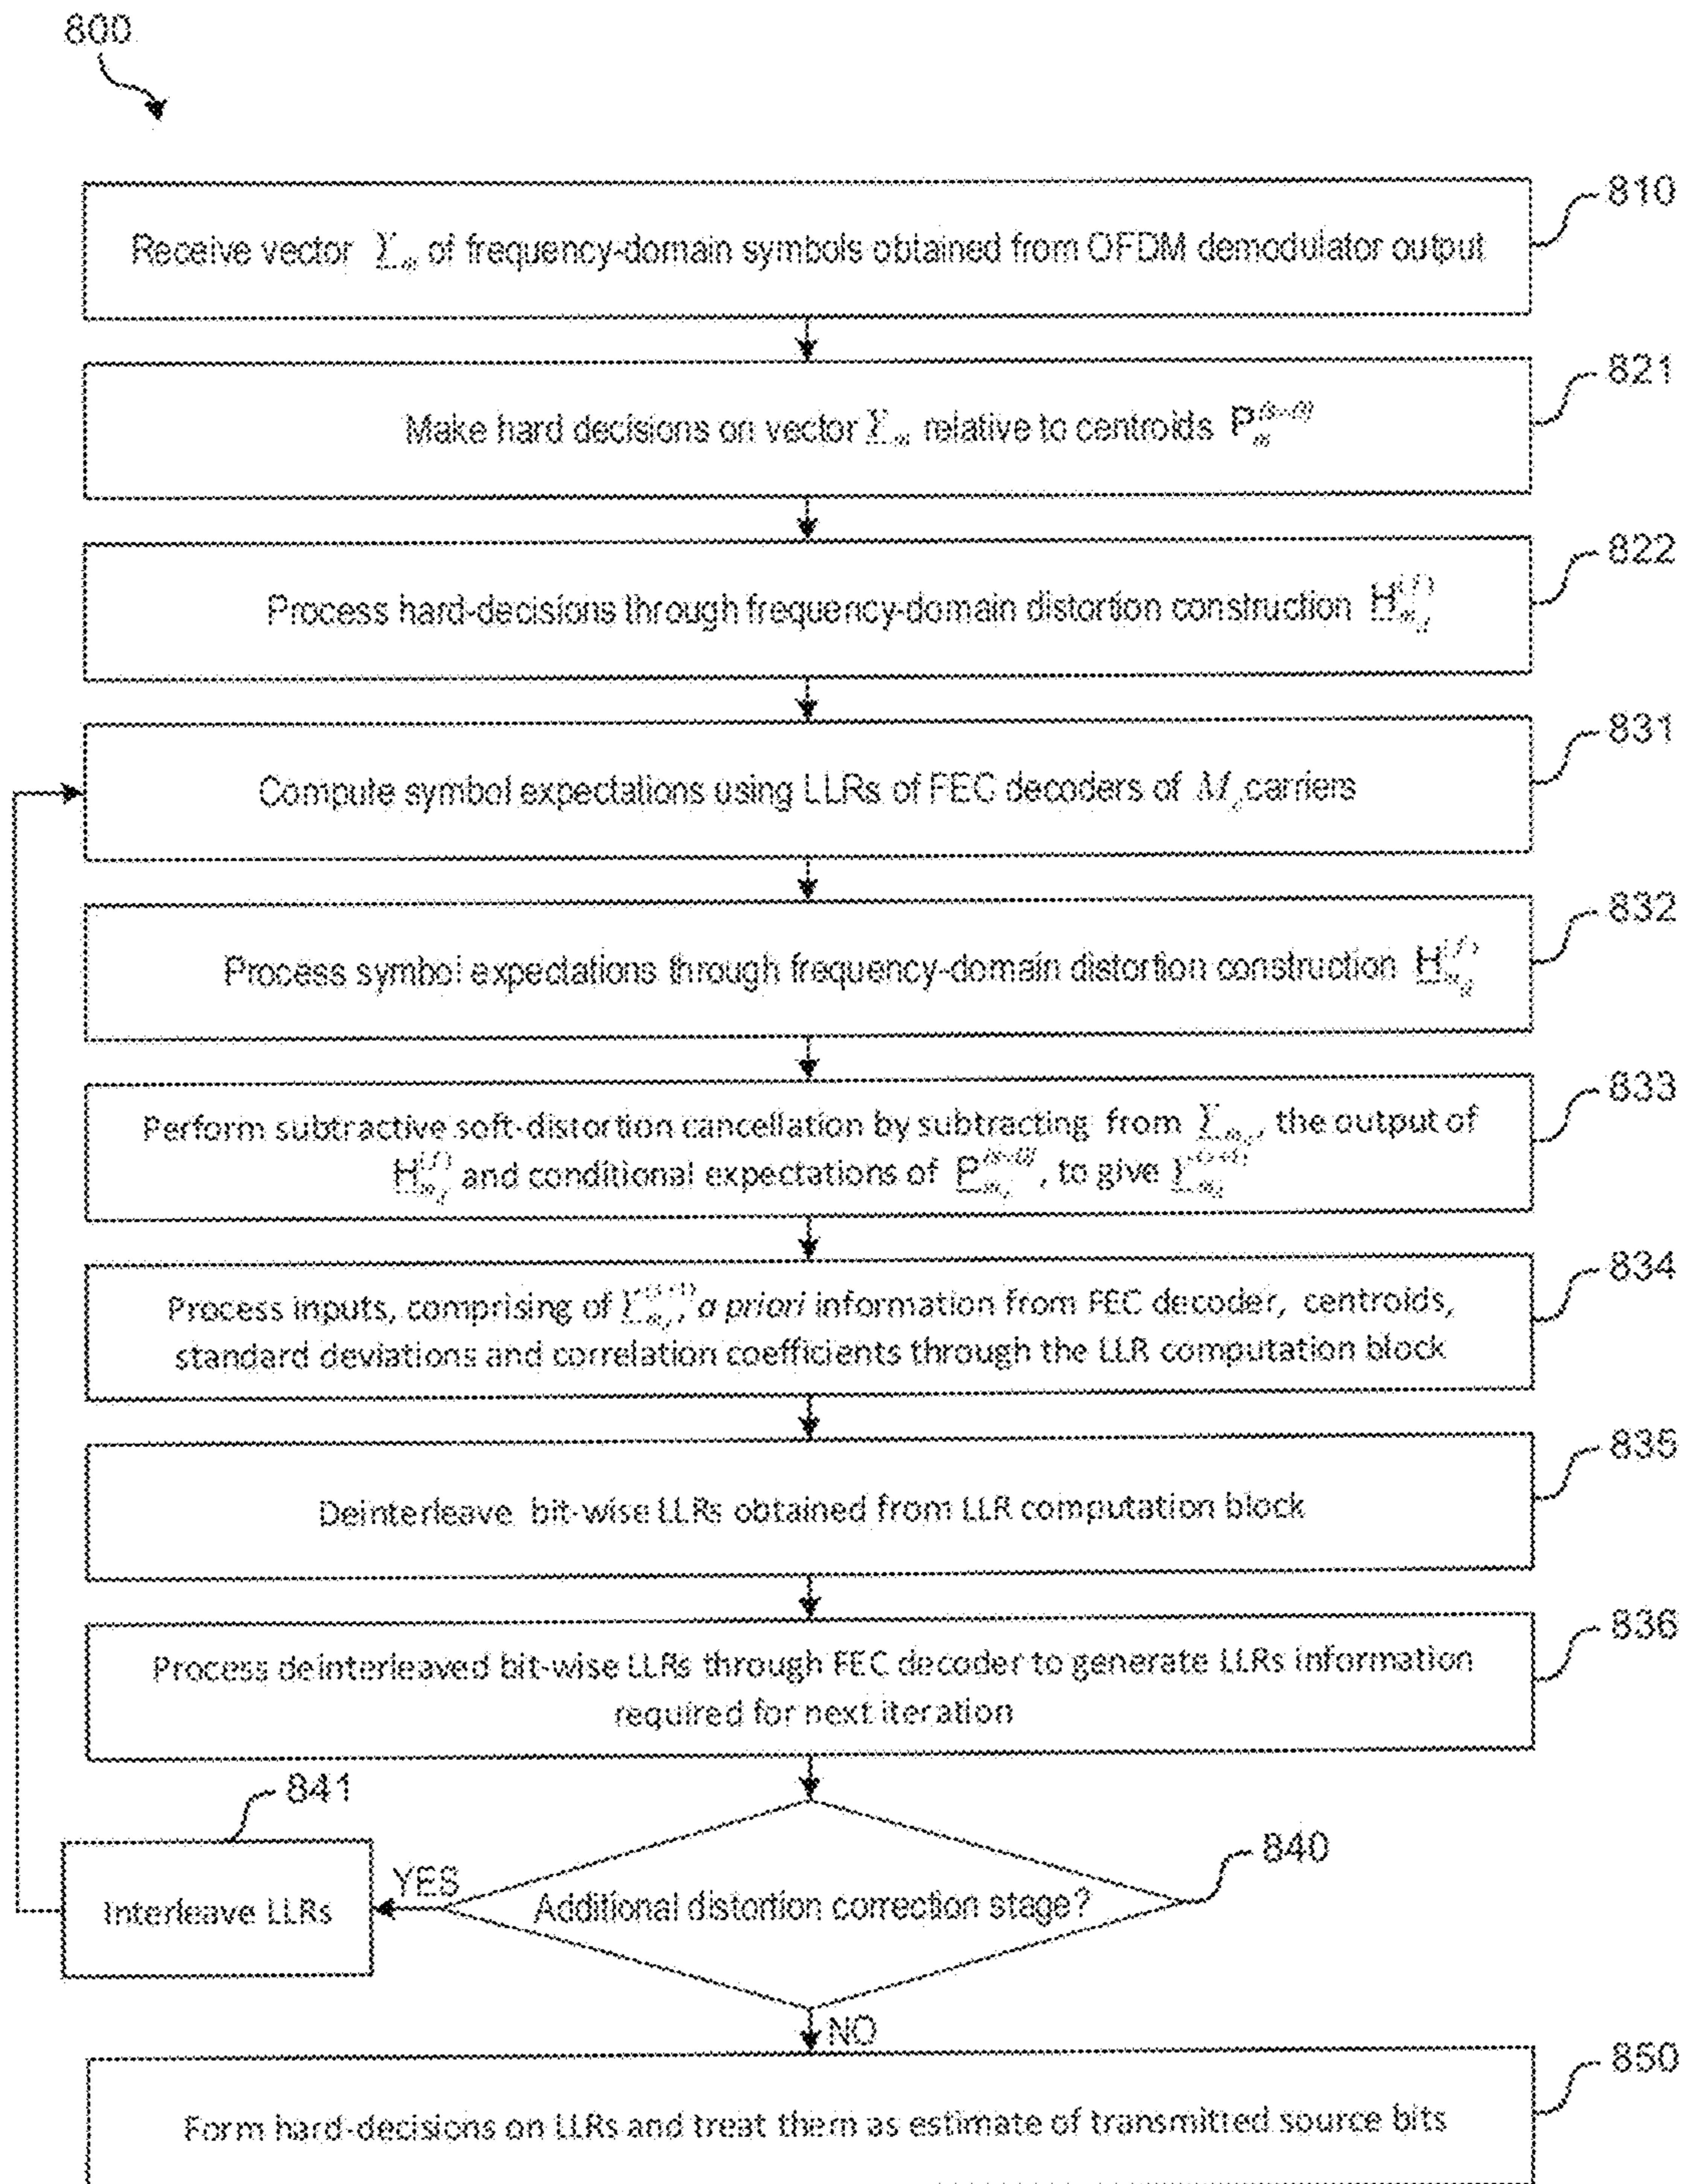 800
810
Receive vector of frequency-domain symbols obtained from OFDM demodulator output
821
Make hard decisions on vector relative to centroids
822
Process hard-decisions through frequency-domain distortion construction
831
Compute symbol expectations using LLRs of FEC decoders of M_c carriers
832
Process symbol expectations through frequency-domain distortion construction
833
Perform subtractive soft-distortion cancellation by subtracting from , the output of
and conditional expectations of , to give
834
Process inputs, comprising of , a priori information from FEC decoder, centroids,
standard deviations and correlation coefficients through the LLR computation block
835
Deinterleave bit-wise LLRs obtained from LLR computation block
836
Process deinterleaved bit-wise LLRs through FEC decoder to generate LLRs information
required for next iteration
841
840
YES
Interleave LLRs
Additional distortion correction stage?
NO
850
Form hard-decisions on LLRs and treat them as estimate of transmitted source bits